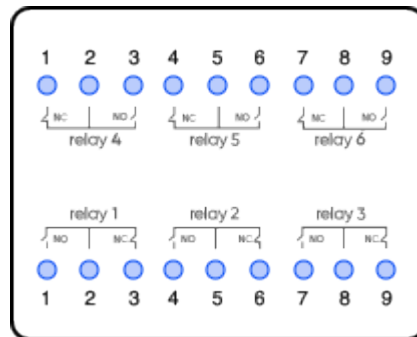 1 2 3 4 5 6 7 8 9
NC NO NC NO NC NO
relay 4 relay 5 relay 6
relay 1 relay 2 relay 3
NO NC NO NC NO NC
1 2 3 4 5 6 7 8 9